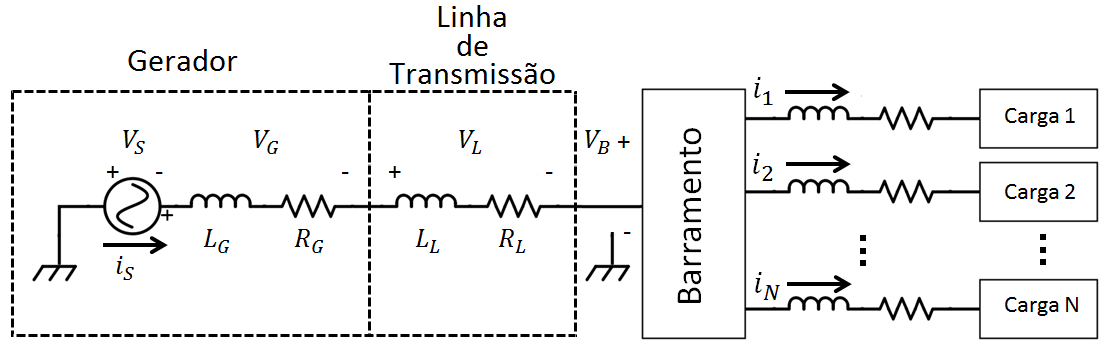 Gerador
Linha
de
Transmissão
V_S
+ -
V_G
+ -
V_L
+ -
V_B +
-
i_S
L_G
R_G
L_L
R_L
Barramento
i_1
Carga 1
i_2
Carga 2
⋮ ⋮
i_N
Carga N